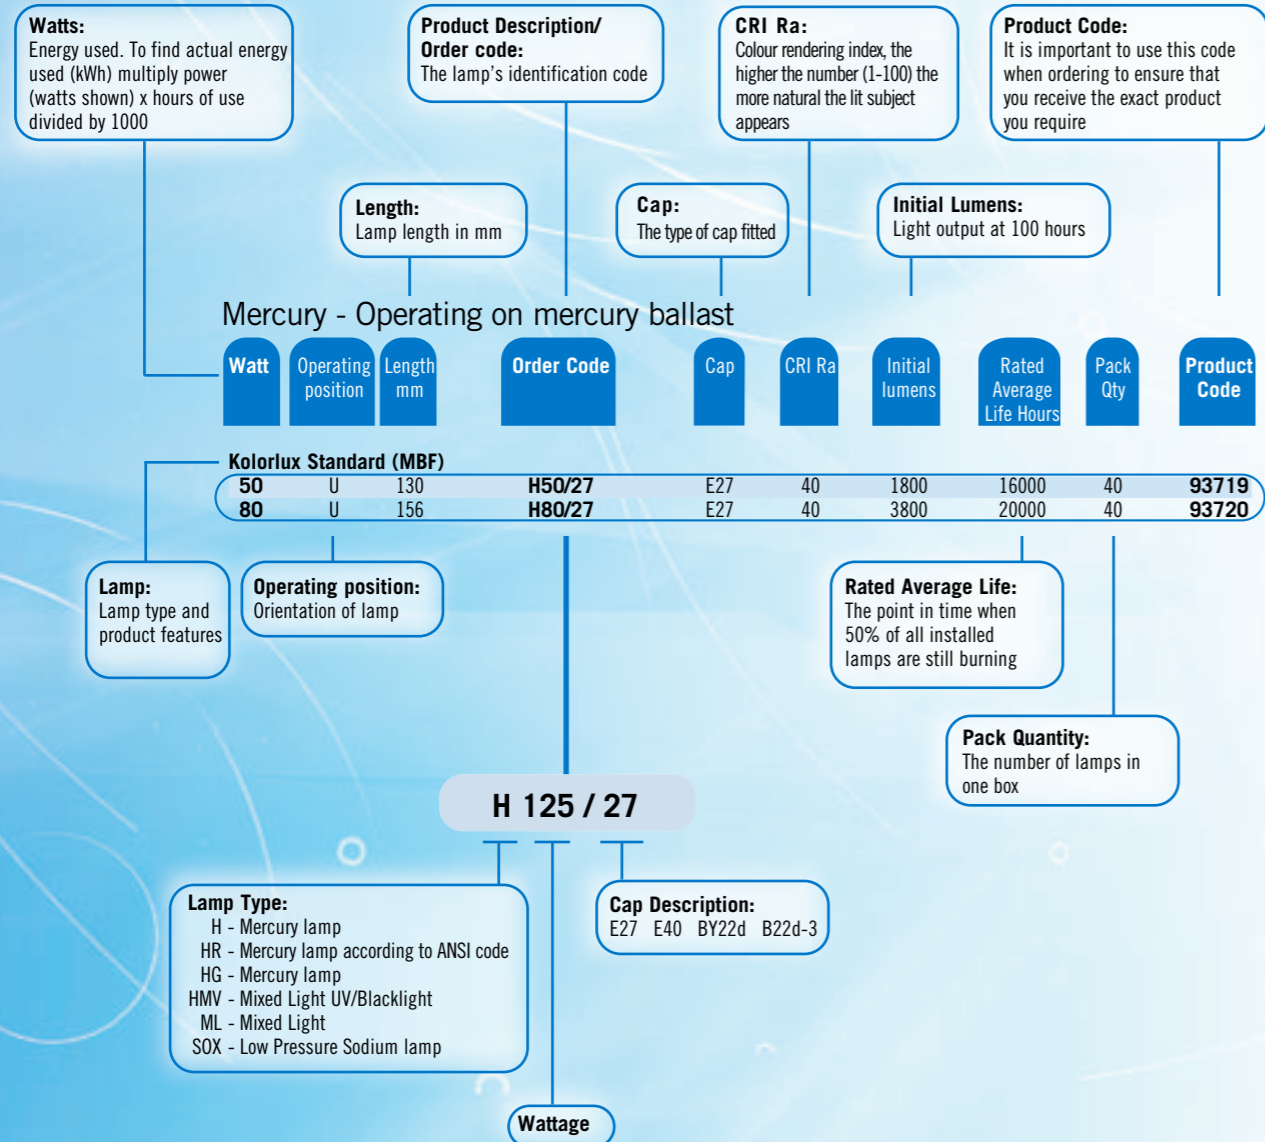 Watts:
Energy used. To find actual energy
used (kWh) multiply power
(watts shown) x hours of use
divided by 1000
Product Description/
Order code:
The lamp's identification code
CRI Ra:
Colour rendering index, the
higher the number (1-100) the
more natural the lit subject
appears
Product Code:
It is important to use this code
when ordering to ensure that
you receive the exact product
you require
Length:
Lamp length in mm
Cap:
The type of cap fitted
Initial Lumens:
Light output at 100 hours
Mercury - Operating on mercury ballast
Watt
Operating
position
Length
mm
Order Code
Cap
CRI Ra
Initial
lumens
Rated
Average
Life Hours
Pack
Qty
Product
Code
Kolorlux Standard (MBF)
50 U 130 H50/27 E27 40 1800 16000 40 93719
80 U 156 H80/27 E27 40 3800 20000 40 93720
Lamp:
Lamp type and
product features
Operating position:
Orientation of lamp
Rated Average Life:
The point in time when
50% of all installed
lamps are still burning
Pack Quantity:
The number of lamps in
one box
H 125 / 27
Lamp Type:
H - Mercury lamp
HR - Mercury lamp according to ANSI code
HG - Mercury lamp
HMV - Mixed Light UV/Blacklight
ML - Mixed Light
SOX - Low Pressure Sodium lamp
Cap Description:
E27 E40 BY22d B22d-3
Wattage